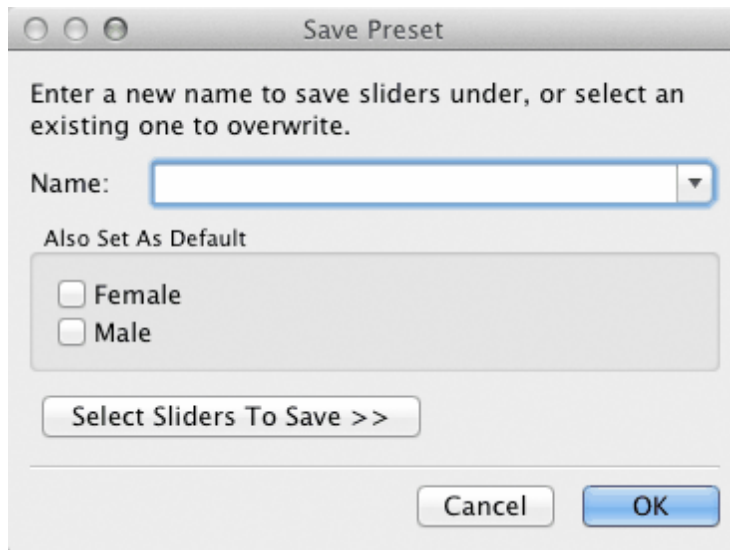 Save Preset
Enter a new name to save sliders under, or select an
existing one to overwrite.
Name:
Also Set As Default
Female
Male
Select Sliders To Save >>
Cancel OK